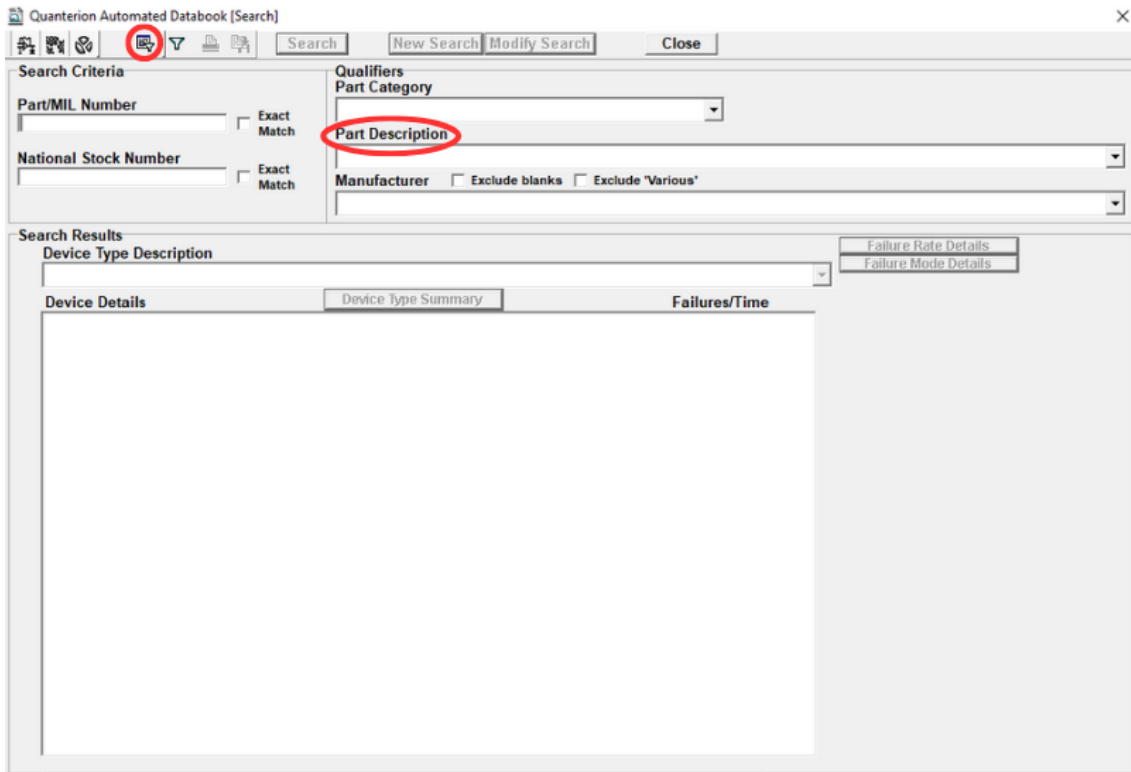 Quanterion Automated Databook [Search]
Search New Search Modify Search Close
Search Criteria
Part/MIL Number
Exact
Match
National Stock Number
Exact
Match
Qualifiers
Part Category
Part Description
Manufacturer Exclude blanks Exclude 'Various'
Search Results
Device Type Description
Failure Rate Details
Failure Mode Details
Device Details Device Type Summary Failures/Time